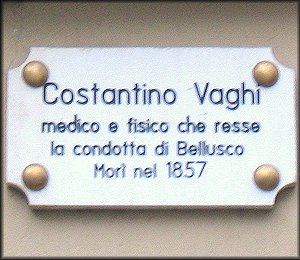 Costantino Vaghi
medico e fisico che resse
la condotta di Bellusco
Morì nel 1857